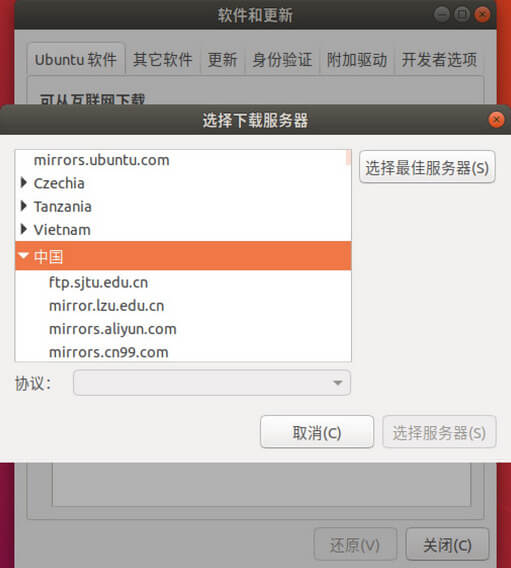 软件和更新
Ubuntu 软件 其它软件 更新 身份验证 附加驱动 开发者选项
可从互联网下载
选择下载服务器
mirrors.ubuntu.com
选择最佳服务器(S)
Czechia
Tanzania
Vietnam
中国
ftp.sjtu.edu.cn
mirror.lzu.edu.cn
mirrors.aliyun.com
mirrors.cn99.com
协议：
取消(C) 选择服务器(S)
还原(V) 关闭(C)